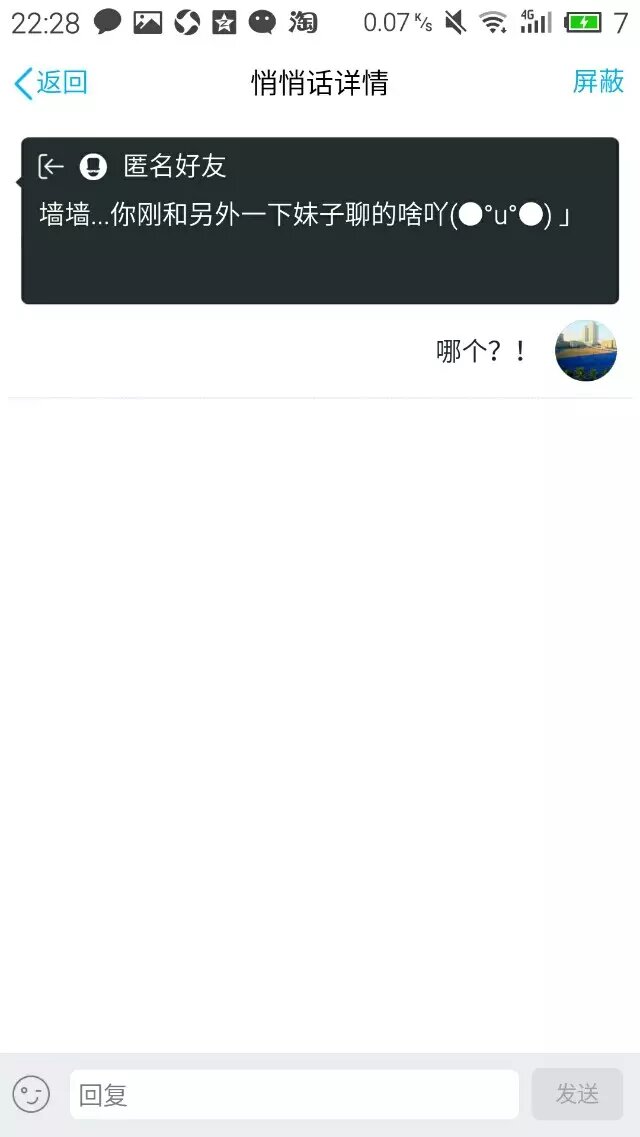 22:28 淘 0.07 K/s 4G 7
返回 悄悄话详情 屏蔽
匿名好友
墙墙...你刚和另外一下妹子聊的啥吖(●°u°●)​ 」
哪个？！
回复 发送